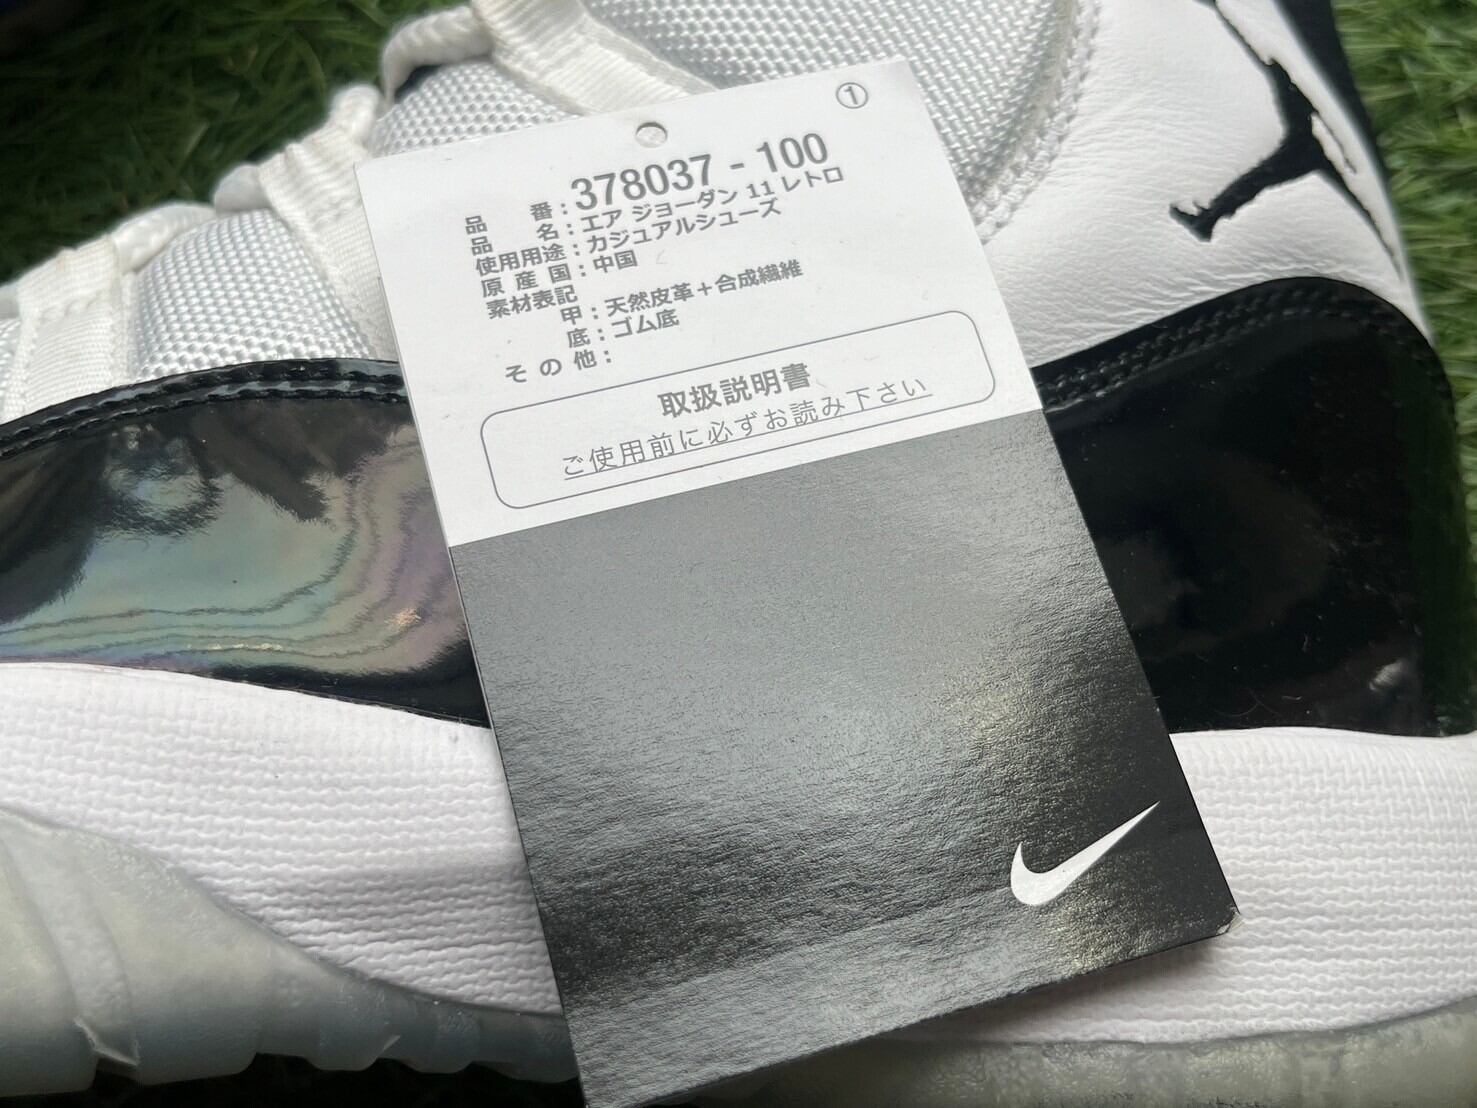 ①
品番：378037 - 100
品名：エア ジョーダン 11 レトロ
使用用途：カジュアルシューズ
原産国：中国
素材表記
甲：天然皮革＋合成繊維
底：ゴム底
その他：
取扱説明書
ご使用前に必ずお読み下さい